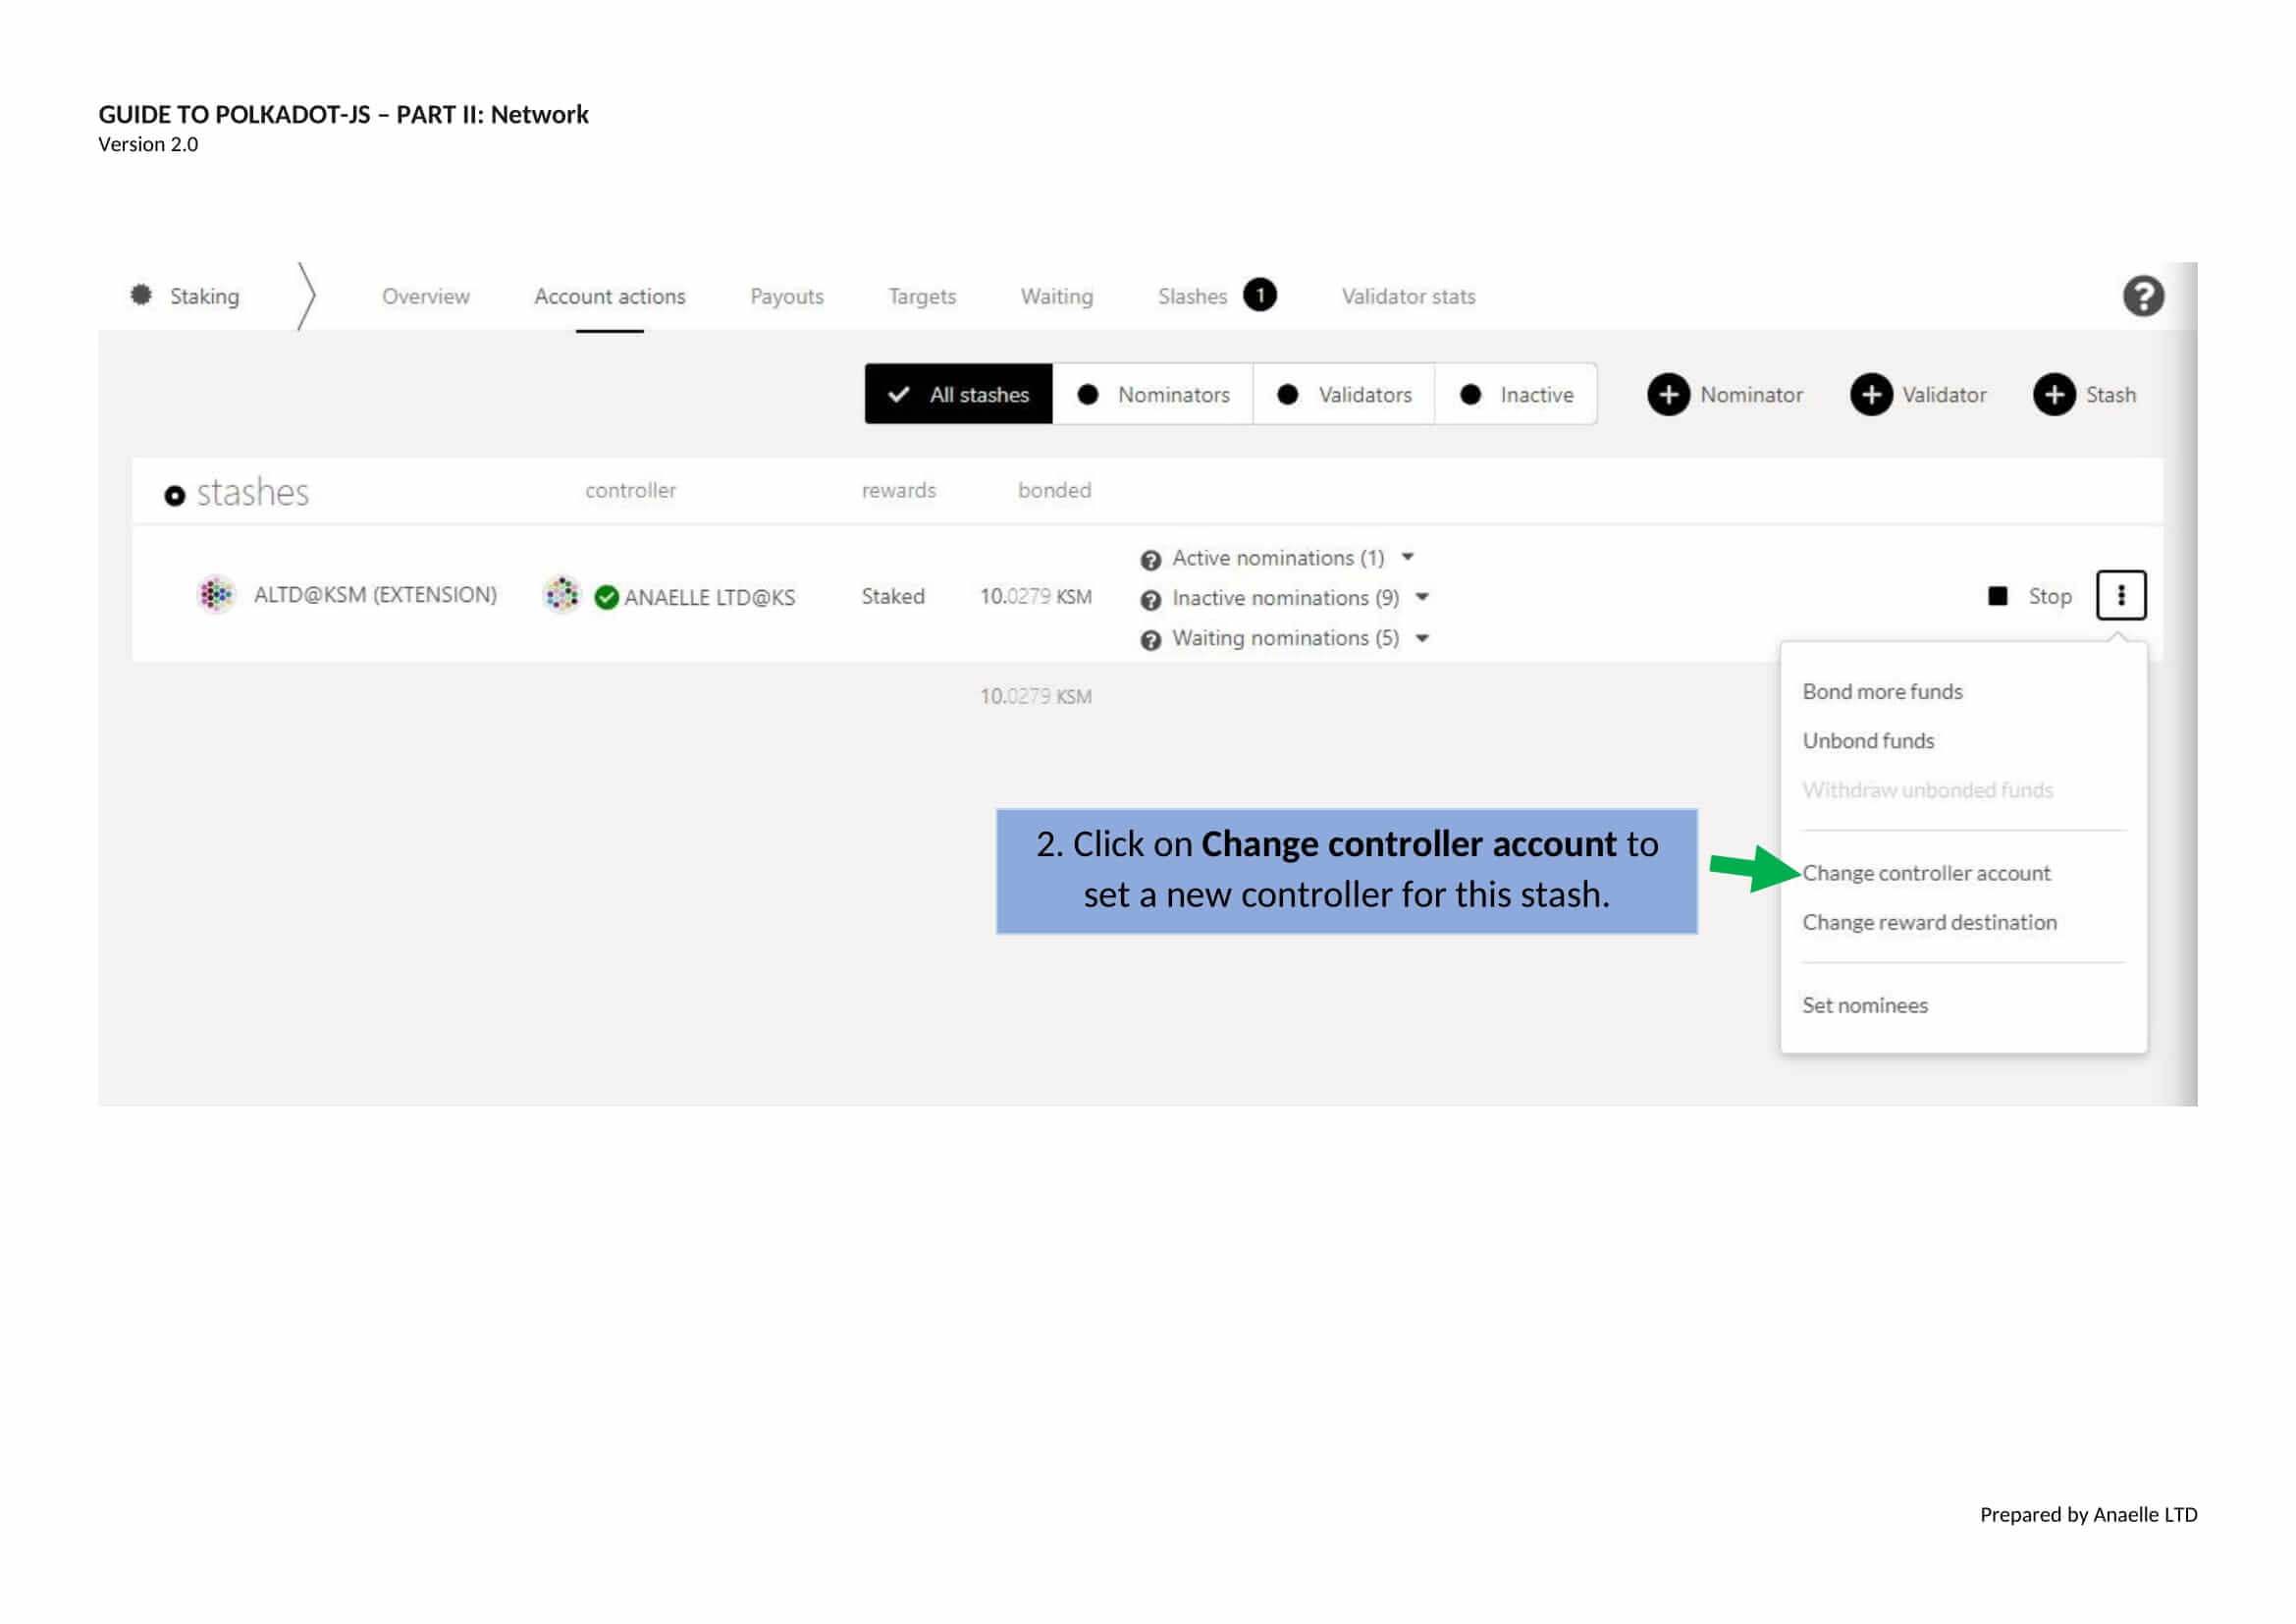 GUIDE TO POLKADOT-JS – PART II: Network
Version 2.0
Staking Overview Account actions Payouts Targets Waiting Slashes 1 Validator stats ?
All stashes Nominators Validators Inactive Nominator Validator Stash
stashes controller rewards bonded
ALTD@KSM (EXTENSION) ANAELLE LTD@KS Staked 10.0279 KSM
Active nominations (1)
Inactive nominations (9)
Waiting nominations (5)
Stop
10.0279 KSM
Bond more funds
Unbond funds
Withdraw unbonded funds
2. Click on Change controller account to
set a new controller for this stash.
Change controller account
Change reward destination
Set nominees
Prepared by Anaelle LTD